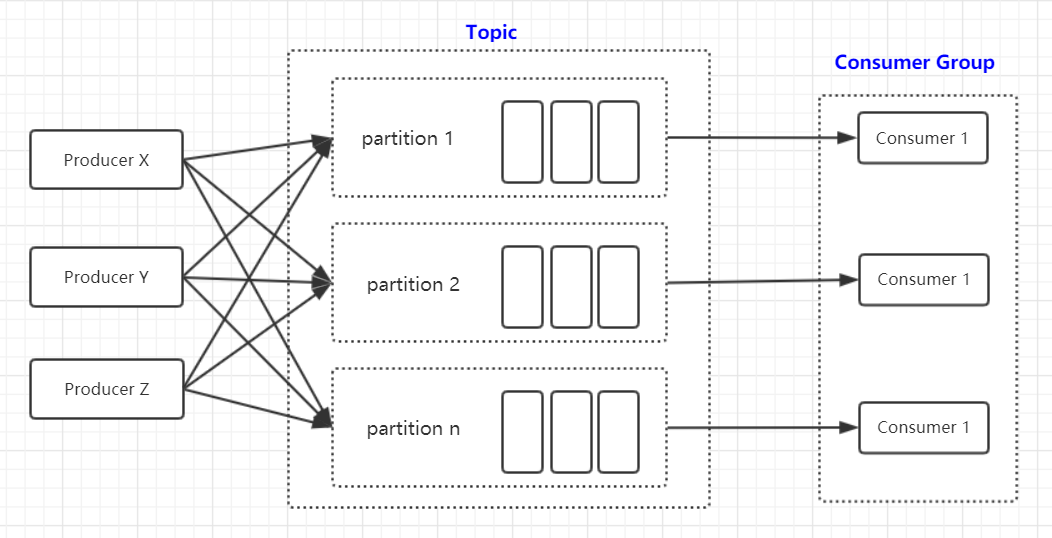 Topic
Consumer Group
Producer X
Producer Y
Producer Z
partition 1
partition 2
partition n
Consumer 1
Consumer 1
Consumer 1